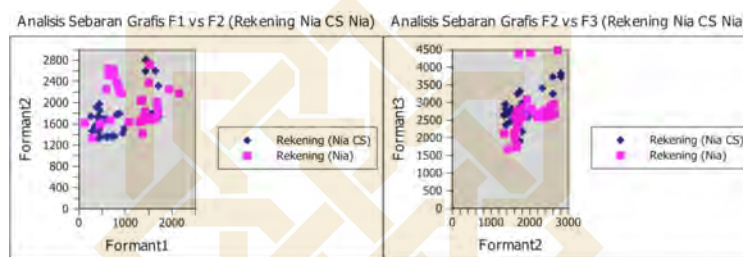 Analisis Sebaran Grafis F1 vs F2 (Rekening Nia CS Nia)
2800
2400
2000
1600
1200
800
400
0
0 1000 2000
Formant2
Formant1
Rekening (Nia CS)
Rekening (Nia)
Analisis Sebaran Grafis F2 vs F3 (Rekening Nia CS Nia
4500
4000
3500
3000
2500
2000
1500
1000
500
0
0 1000 2000 3000
Formant3
Formant2
Rekening (Nia CS)
Rekening (Nia)